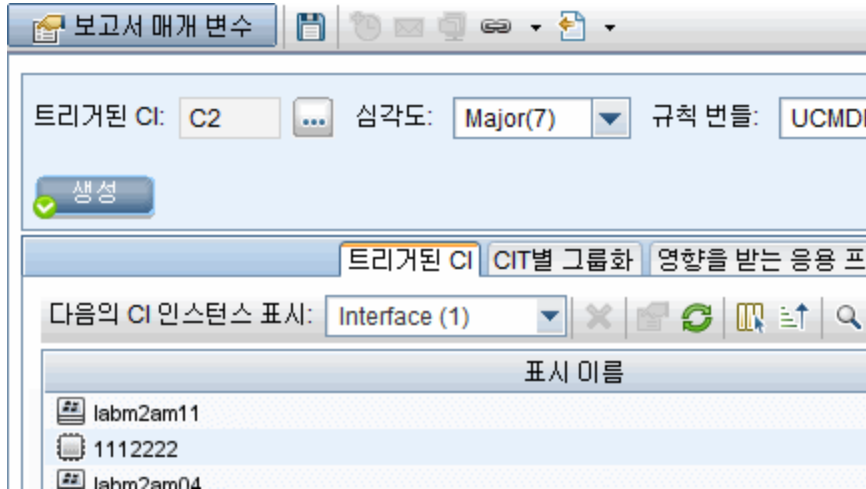 보고서 매개 변수
트리거된 CI: C2 ... 심각도: Major(7) 규칙 번들:
생성
트리거된 CI CIT별 그룹화 영향을 받는 응용
다음의 CI 인스턴스 표시: Interface (1)
표시 이름
labm2am11
1112222
labm2am04